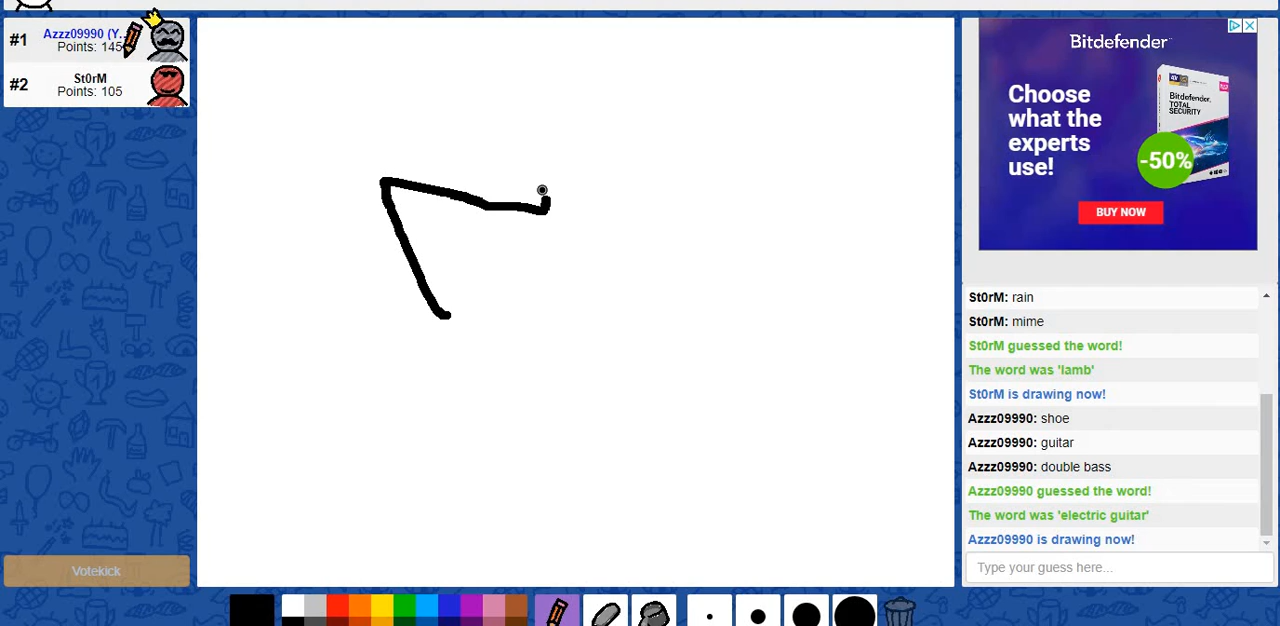 #1
Azzz09990 (Y...
Points: 145
#2
St0rM
Points: 105
Votekick
Bitdefender
Choose
what the
experts
use!
Bitdefender
TOTAL
SECURITY
-50%
BUY NOW
St0rM: rain
St0rM: mime
St0rM guessed the word!
The word was 'lamb'
St0rM is drawing now!
Azzz09990: shoe
Azzz09990: guitar
Azzz09990: double bass
Azzz09990 guessed the word!
The word was 'electric guitar'
Azzz09990 is drawing now!
Type your guess here...